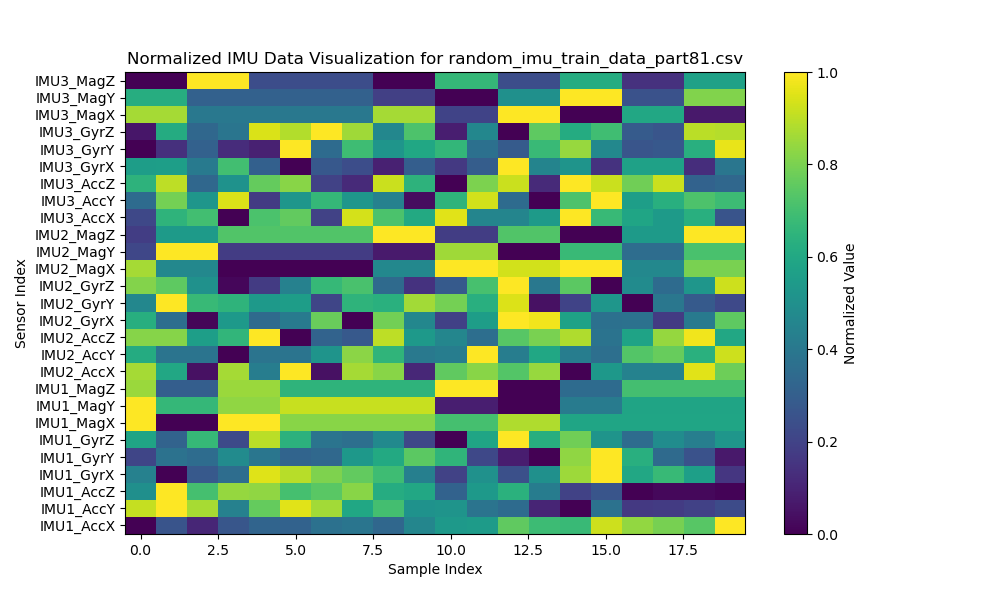 Normalized IMU Data Visualization for random_imu_train_data_part81.csv
IMU3_MagZ
IMU3_MagY
IMU3_MagX
IMU3_GyrZ
IMU3_GyrY
IMU3_GyrX
IMU3_AccZ
IMU3_AccY
IMU3_AccX
IMU2_MagZ
IMU2_MagY
IMU2_MagX
IMU2_GyrZ
IMU2_GyrY
IMU2_GyrX
IMU2_AccZ
IMU2_AccY
IMU2_AccX
IMU1_MagZ
IMU1_MagY
IMU1_MagX
IMU1_GyrZ
IMU1_GyrY
IMU1_GyrX
IMU1_AccZ
IMU1_AccY
IMU1_AccX
Sensor Index
0.0 2.5 5.0 7.5 10.0 12.5 15.0 17.5
Sample Index
1.0
0.8
0.6
0.4
0.2
0.0
Normalized Value